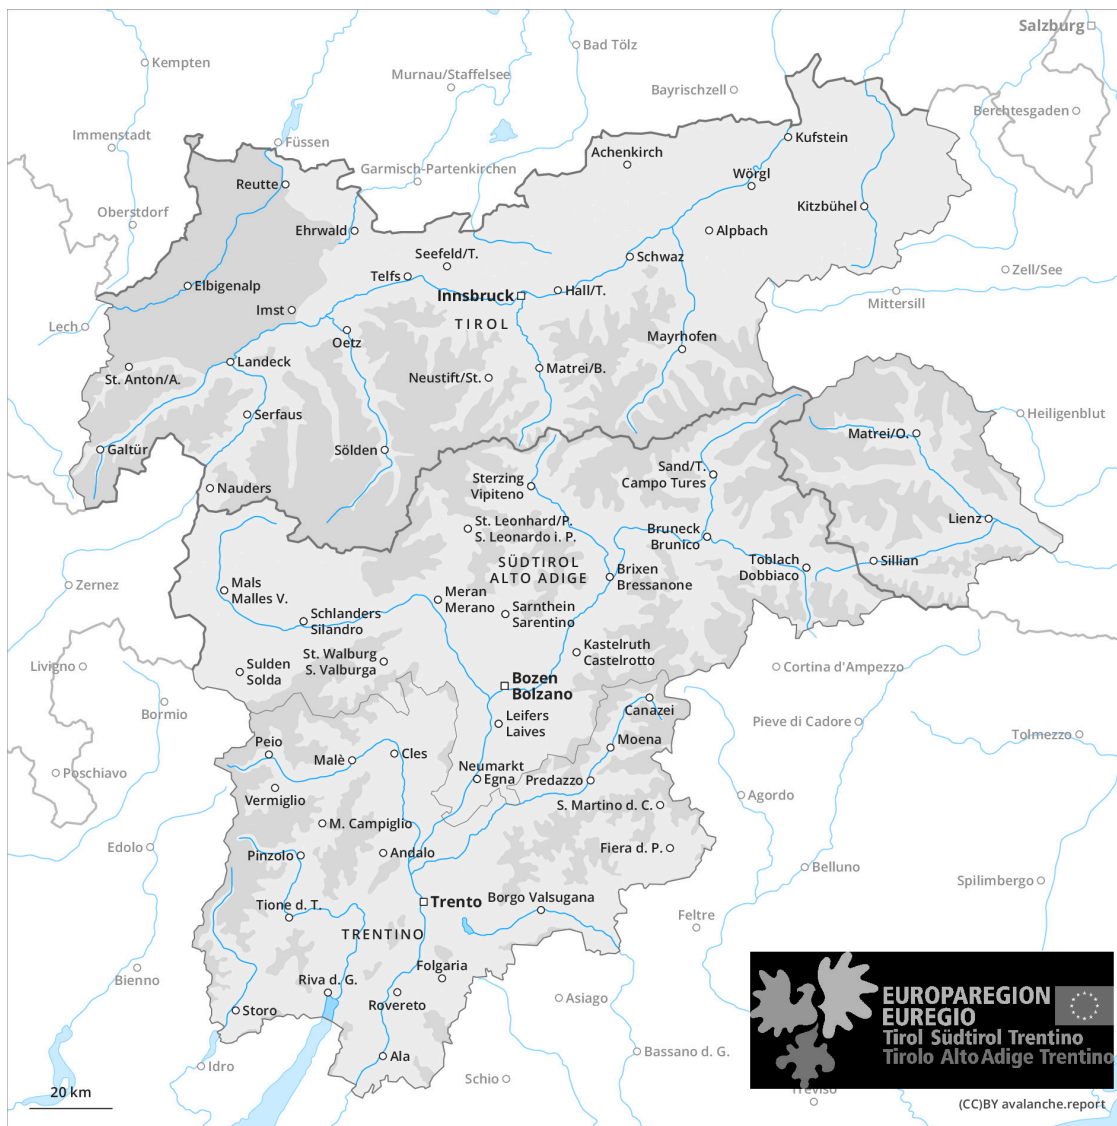 Salzburg
Bad Tölz
Kempten
Murnau/Staffelsee
Bayrischzell
Berchtesgaden
Immenstadt
Füssen
Kufstein
Achenkirch
Garmisch-Partenkirchen
Wörgl
Reutte
Kitzbühel
Oberstdorf
Ehrwald
Alpbach
Seefeld/T.
Schwaz
Zell/See
Telfs
Elbigenalp
Hall/T.
Innsbruck
Mittersill
Imst
TIROL
Lech
Oetz
Mayrhofen
Landeck
Matrei/B.
St. Anton/A.
Neustift/St.
Serfaus
Heiligenblut
Matrei/O.
Galtür
Sölden
Sand/T.
Campo Tures
Sterzing
Vipiteno
Nauders
St. Leonhard/P.
S. Leonardo i. P.
Lienz
Bruneck
Brunico
SÜDTIROL
ALTO ADIGE
Toblach
Dobbiaco
Sillian
Brixen
Bressanone
Zernez
Mals
Malles V.
Meran
Merano
Schlanders
Silandro
Sarnthein
Sarentino
Kastelruth
Castelrotto
St. Walburg
S. Valburga
Livigno
Sulden
Solda
Cortina d'Ampezzo
Bozen
Bolzano
Bormio
Canazei
Leifers
Laives
Pieve di Cadore
Tolmezzo
Peio
Moena
Cles
Malè
Poschiavo
Neumarkt
Egna
Predazzo
Vermiglio
Agordo
S. Martino d. C.
M. Campiglio
Edolo
Pinzolo
Andalo
Fiera d. P.
Belluno
Spilimbergo
Borgo Valsugana
Trento
Tione d. T.
Feltre
TRENTINO
Bienno
Folgaria
Riva d. G.
Rovereto
Asiago
Storo
EUROPAREGION
EUREGIO
Tirol Südtirol Trentino
Tirolo Alto Adige Trentino
Ala
Bassano d. G.
Idro
Schio
Treviso
20 km
(CC)BY avalanche.report